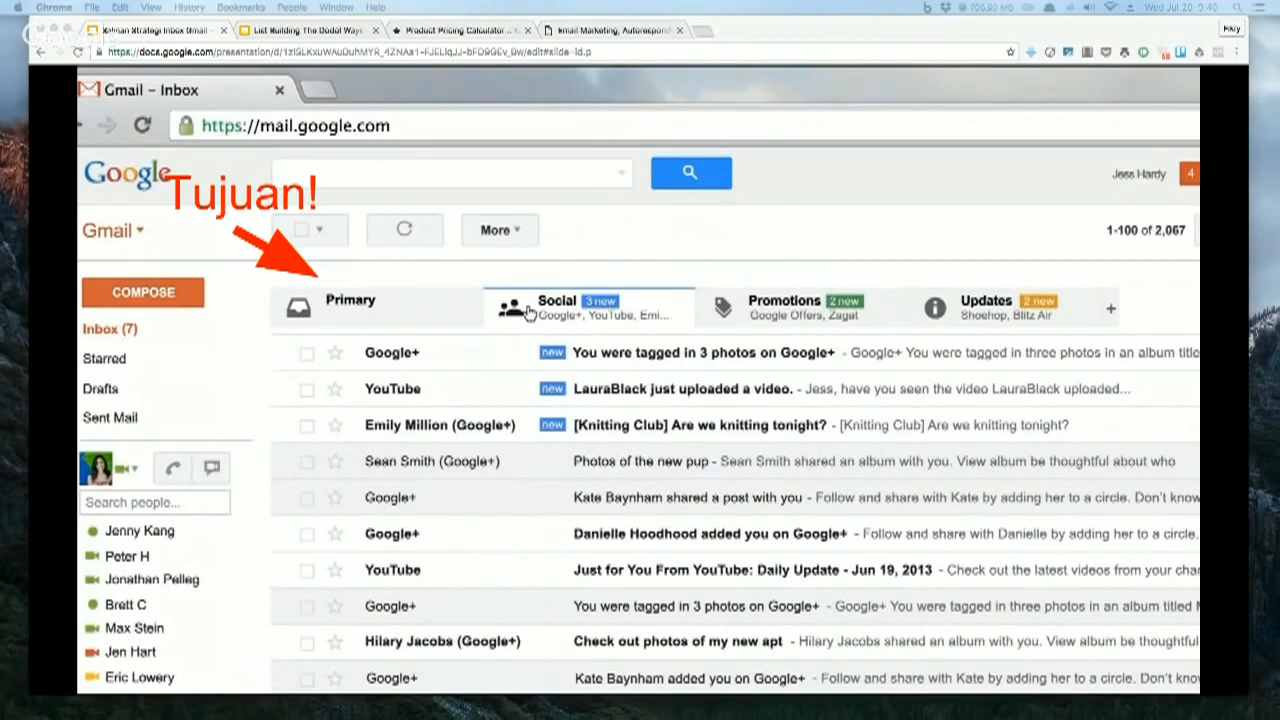 Chrome File Edit View History Bookmarks People Window Help 706.92 MB Wed Jul 20 9:40
List Building The Dodol Ways Product Pricing Calculator Email Marketing, Autorespond
Gmail – Inbox
https://mail.google.com
Google
Tujuan!
Jess Hardy 4
Gmail
More
1-100 of 2,067
COMPOSE
Primary
Social 3 new
Google+, YouTube, Emi...
Promotions 2 new
Google Offers, Zagat
Updates 2 new
Shoehop, Blitz Air
+
Inbox (7)
Starred
Drafts
Sent Mail
Search people...
Jenny Kang
Peter H
Jonathan Pelleg
Brett C
Max Stein
Jen Hart
Eric Lowery
Google+ new You were tagged in 3 photos on Google+ - Google+ You were tagged in three photos in an album title
YouTube new LauraBlack just uploaded a video. - Jess, have you seen the video LauraBlack uploaded...
Emily Million (Google+) new [Knitting Club] Are we knitting tonight? - [Knitting Club] Are we knitting tonight?
Sean Smith (Google+) Photos of the new pup - Sean Smith shared an album with you. View album be thoughtful about who
Google+ Kate Baynham shared a post with you - Follow and share with Kate by adding her to a circle. Don't know
Google+ Danielle Hoodhood added you on Google+ - Follow and share with Danielle by adding her to a circle.
YouTube Just for You From YouTube: Daily Update - Jun 19, 2013 - Check out the latest videos from your chan
Google+ You were tagged in 3 photos on Google+ - Google+ You were tagged in three photos in an album titled
Hilary Jacobs (Google+) Check out photos of my new apt - Hilary Jacobs shared an album with you. View album be thoughtful
Google+ Kate Baynham added you on Google+ - Follow and share with Kate by adding her to a circle. Don't know